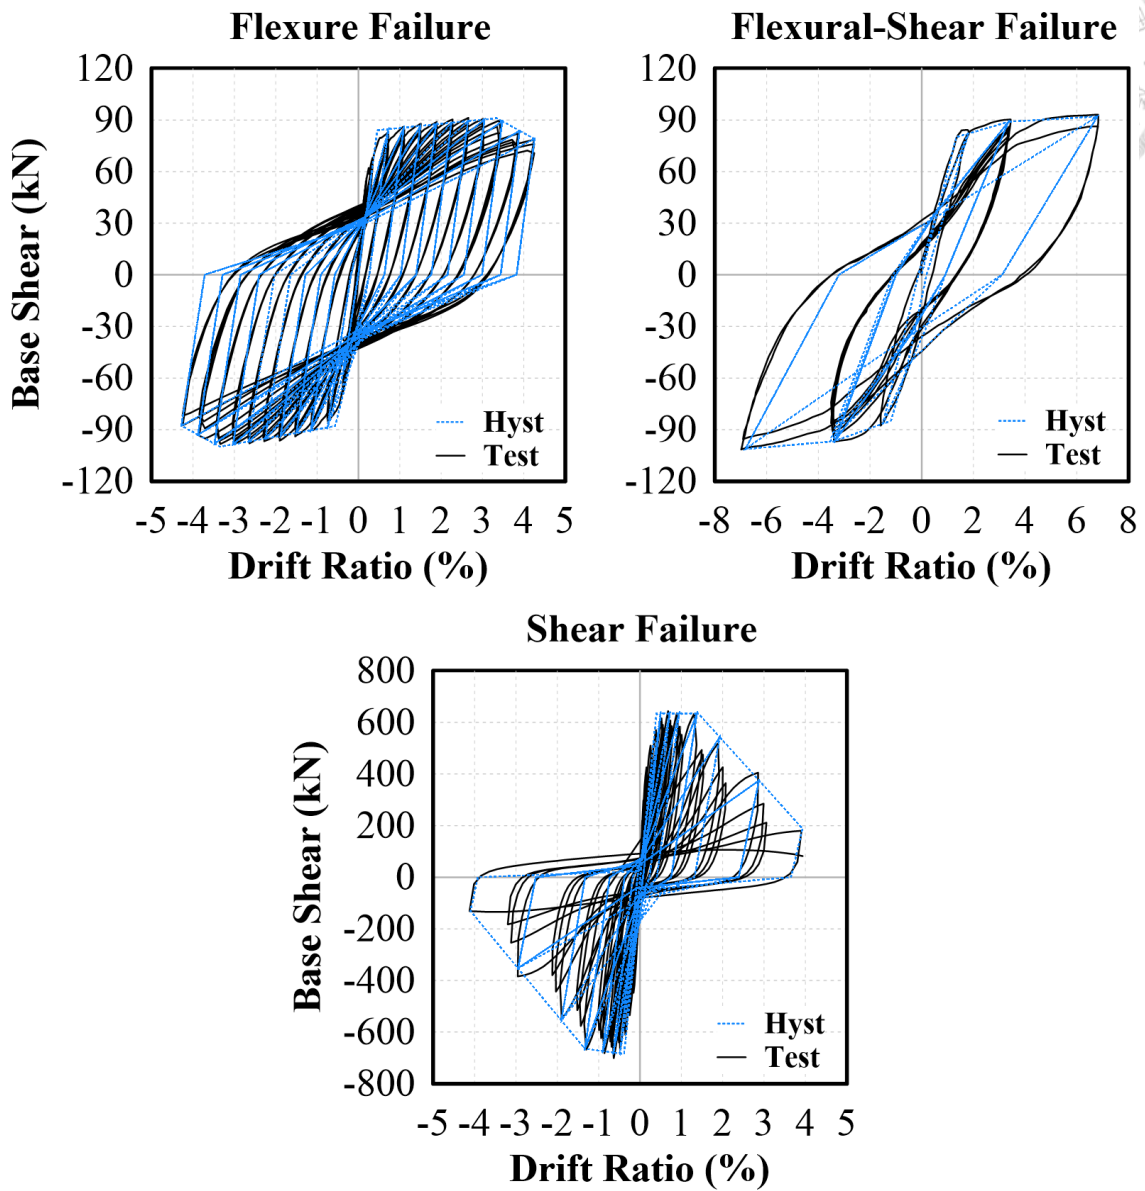 Flexure Failure
Base Shear (kN)
120
90
60
30
0
-30
-60
-90
-120
Hyst
Test
-5 -4 -3 -2 -1 0 1 2 3 4 5
Drift Ratio (%)
Flexural-Shear Failure
120
90
60
30
0
-30
-60
-90
-120
Hyst
Test
-8 -6 -4 -2 0 2 4 6 8
Drift Ratio (%)
Shear Failure
Base Shear (kN)
800
600
400
200
0
-200
-400
-600
-800
Hyst
Test
-5 -4 -3 -2 -1 0 1 2 3 4 5
Drift Ratio (%)